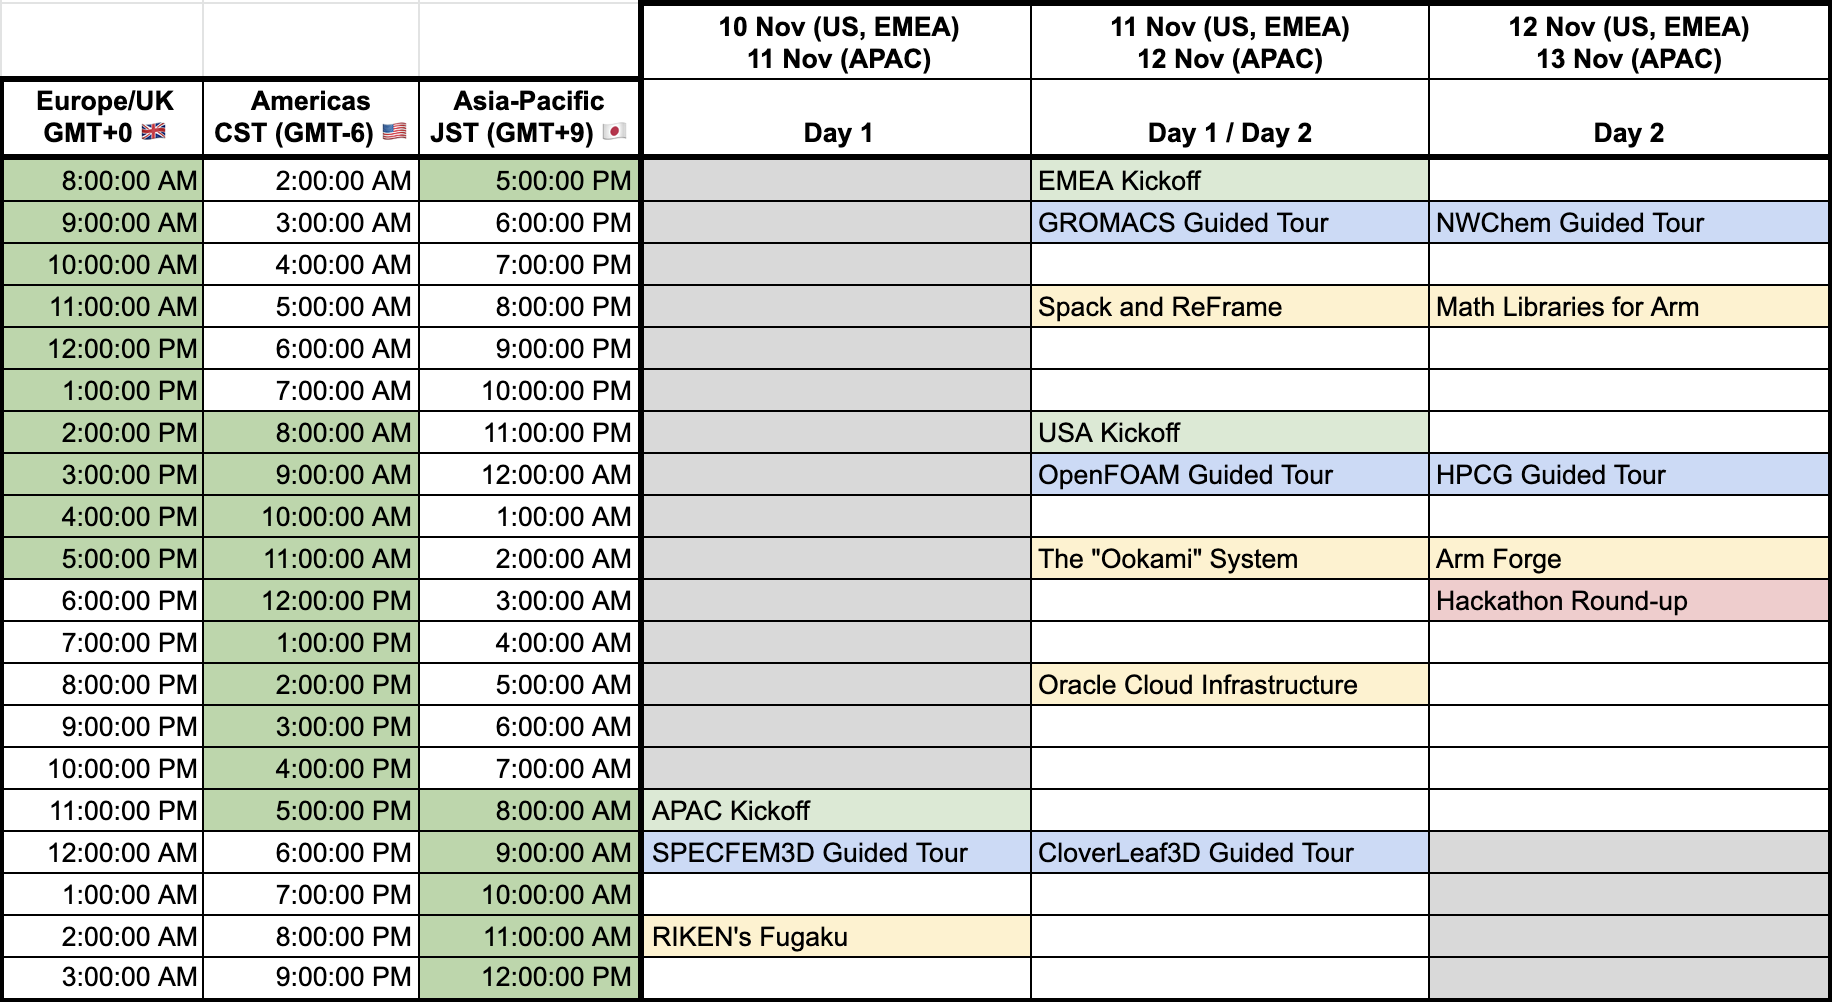 10 Nov (US, EMEA) 11 Nov (US, EMEA) 12 Nov (US, EMEA)
11 Nov (APAC) 12 Nov (APAC) 13 Nov (APAC)
Europe/UK Americas Asia-Pacific
GMT+0 🇬🇧 CST (GMT-6) 🇺🇸 JST (GMT+9) 🇯🇵 Day 1 Day 1 / Day 2 Day 2
8:00:00 AM 2:00:00 AM 5:00:00 PM EMEA Kickoff
9:00:00 AM 3:00:00 AM 6:00:00 PM GROMACS Guided Tour NWChem Guided Tour
10:00:00 AM 4:00:00 AM 7:00:00 PM
11:00:00 AM 5:00:00 AM 8:00:00 PM Spack and ReFrame Math Libraries for Arm
12:00:00 PM 6:00:00 AM 9:00:00 PM
1:00:00 PM 7:00:00 AM 10:00:00 PM
2:00:00 PM 8:00:00 AM 11:00:00 PM USA Kickoff
3:00:00 PM 9:00:00 AM 12:00:00 AM OpenFOAM Guided Tour HPCG Guided Tour
4:00:00 PM 10:00:00 AM 1:00:00 AM
5:00:00 PM 11:00:00 AM 2:00:00 AM The "Ookami" System Arm Forge
6:00:00 PM 12:00:00 PM 3:00:00 AM Hackathon Round-up
7:00:00 PM 1:00:00 PM 4:00:00 AM
8:00:00 PM 2:00:00 PM 5:00:00 AM Oracle Cloud Infrastructure
9:00:00 PM 3:00:00 PM 6:00:00 AM
10:00:00 PM 4:00:00 PM 7:00:00 AM
11:00:00 PM 5:00:00 PM 8:00:00 AM APAC Kickoff
12:00:00 AM 6:00:00 PM 9:00:00 AM SPECFEM3D Guided Tour CloverLeaf3D Guided Tour
1:00:00 AM 7:00:00 PM 10:00:00 AM
2:00:00 AM 8:00:00 PM 11:00:00 AM RIKEN's Fugaku
3:00:00 AM 9:00:00 PM 12:00:00 PM